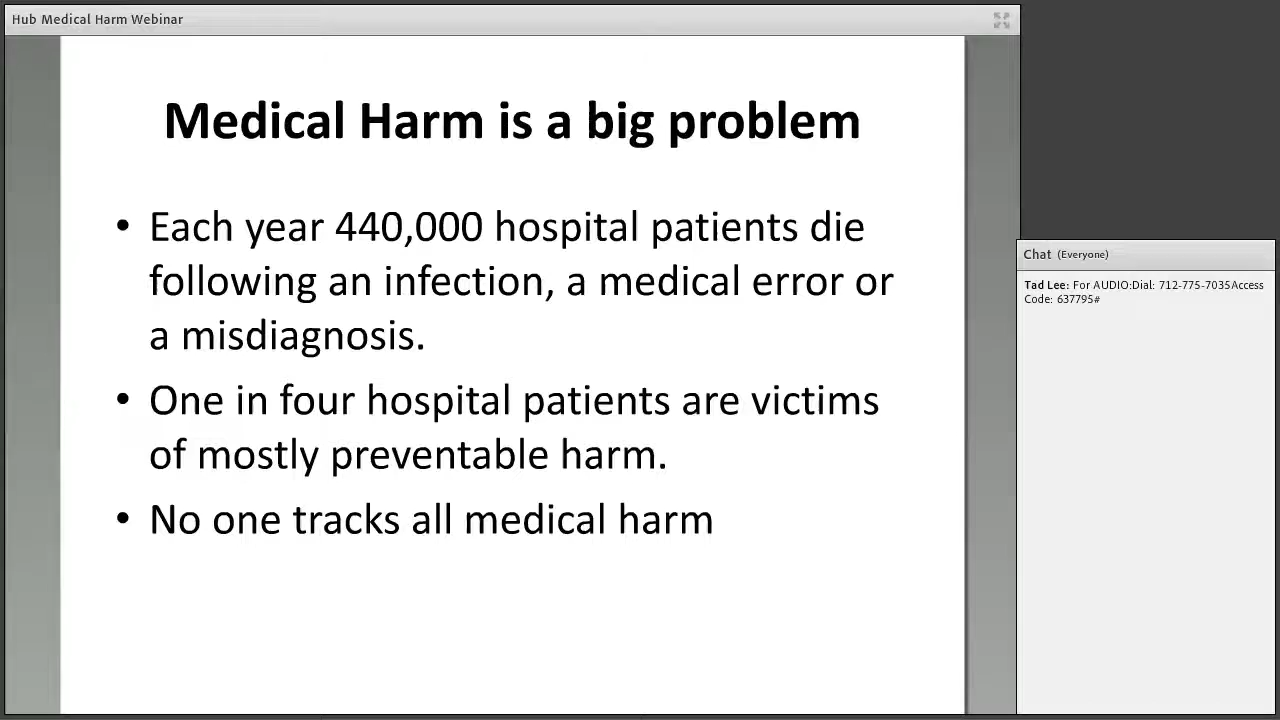 Hub Medical Harm Webinar
Medical Harm is a big problem
• Each year 440,000 hospital patients die
following an infection, a medical error or
a misdiagnosis.
• One in four hospital patients are victims
of mostly preventable harm.
• No one tracks all medical harm
Chat (Everyone)
Tad Lee: For AUDIO:Dial: 712-775-7035Access
Code: 637795#